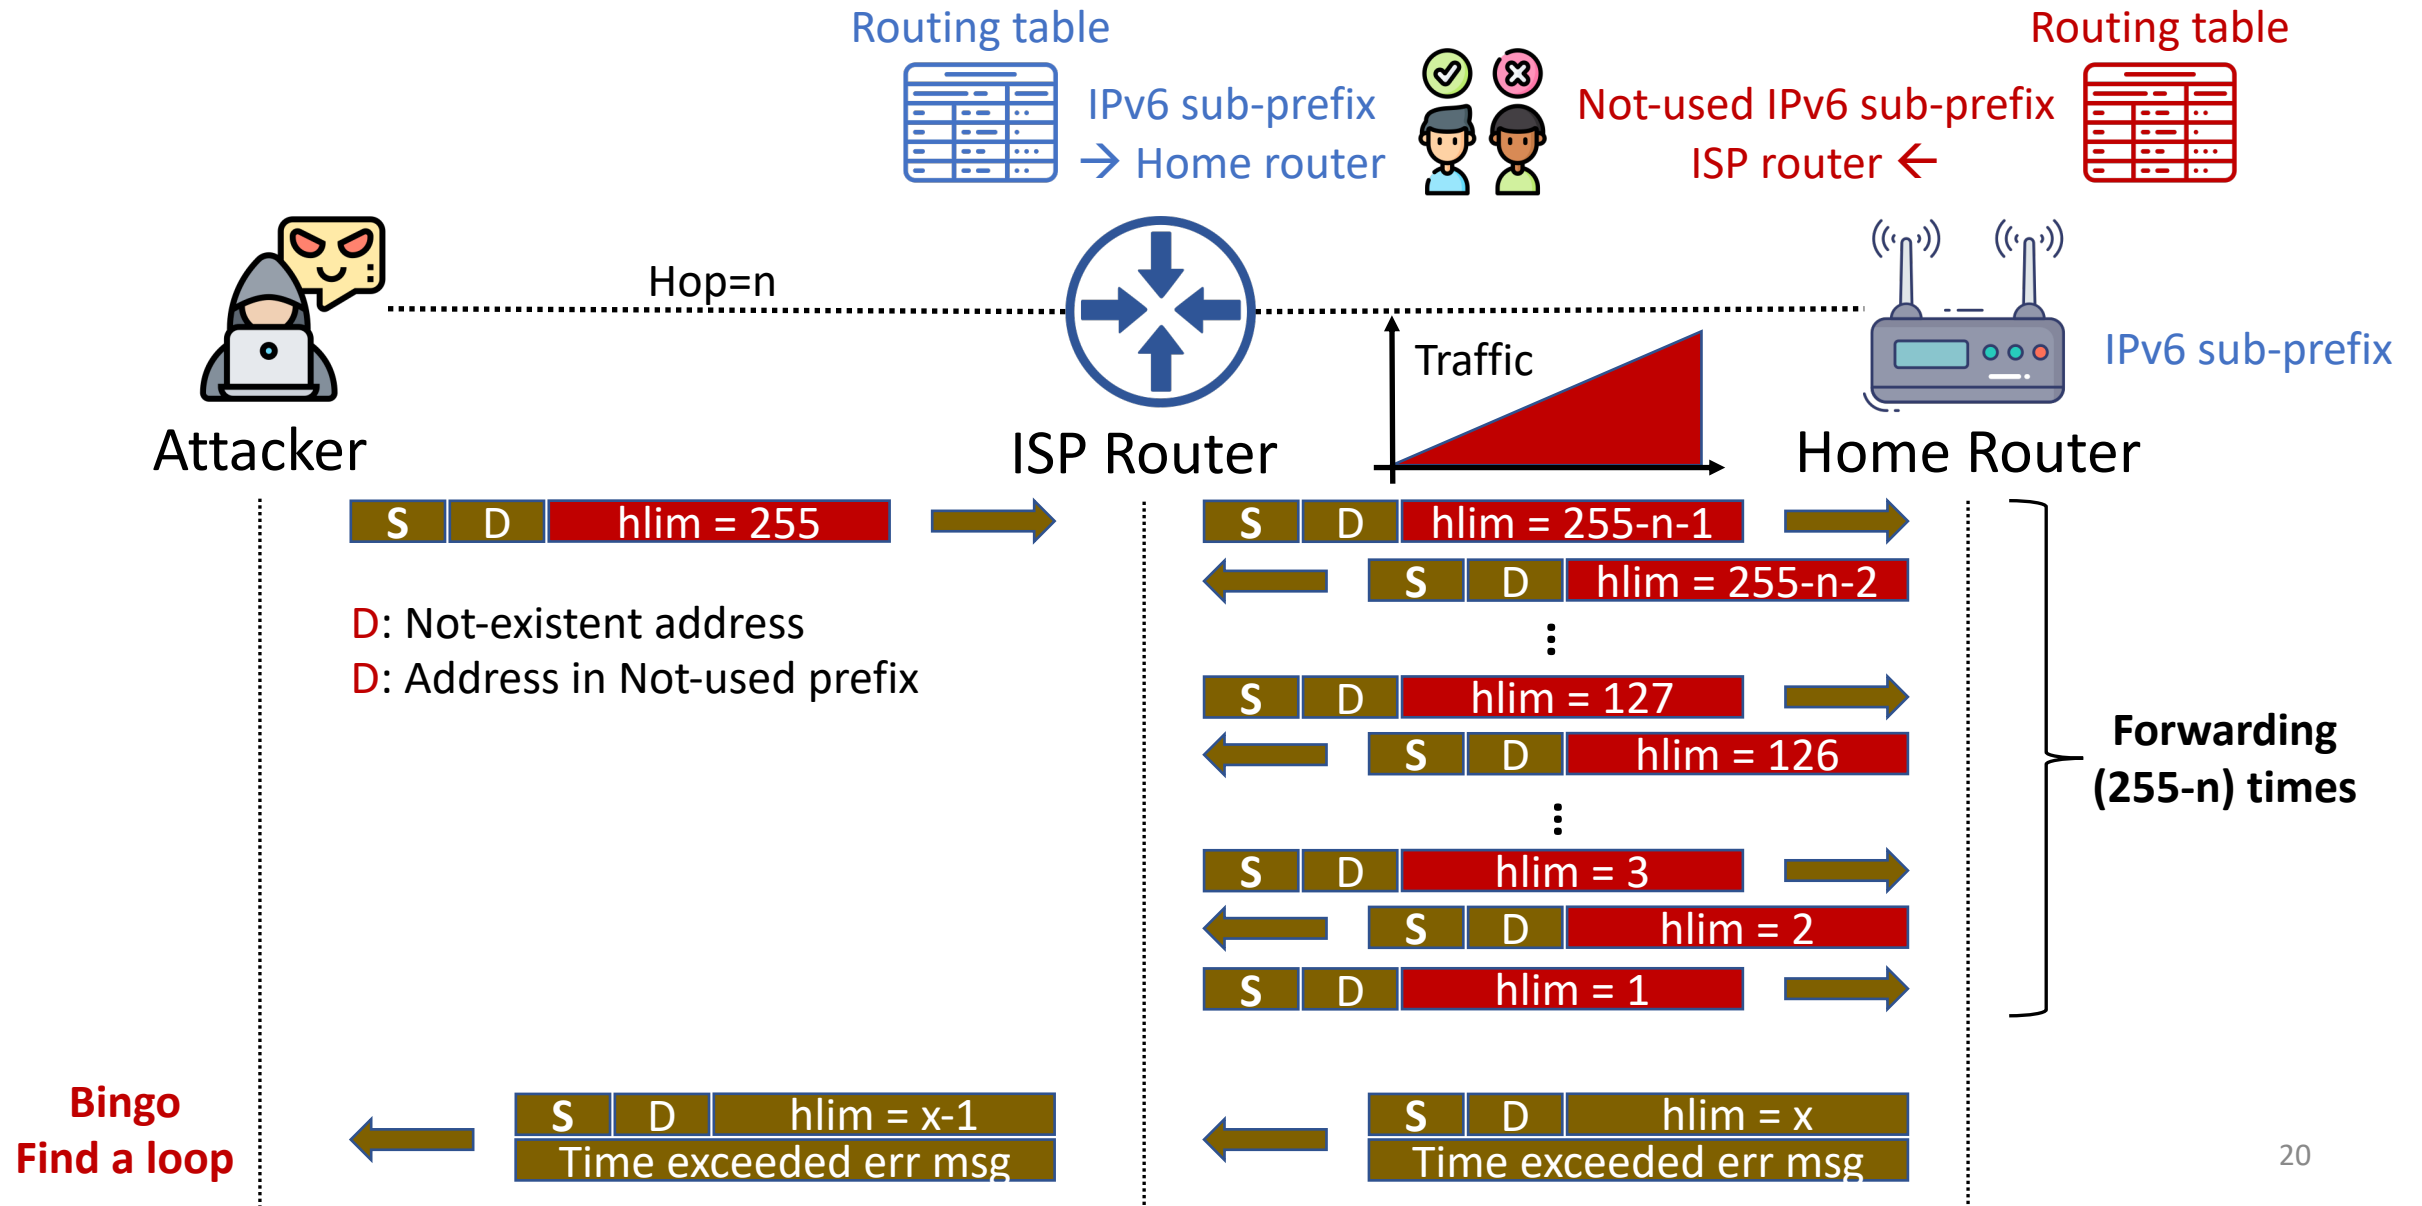 Routing table
Routing table
IPv6 sub-prefix
→ Home router
Not-used IPv6 sub-prefix
ISP router ←
Hop=n
Traffic
IPv6 sub-prefix
Attacker
ISP Router
Home Router
S D hlim = 255
S D hlim = 255-n-1
S D hlim = 255-n-2
D: Not-existent address
D: Address in Not-used prefix
S D hlim = 127
S D hlim = 126
Forwarding
(255-n) times
S D hlim = 3
S D hlim = 2
S D hlim = 1
Bingo
Find a loop
S D hlim = x-1
Time exceeded err msg
S D hlim = x
Time exceeded err msg
20